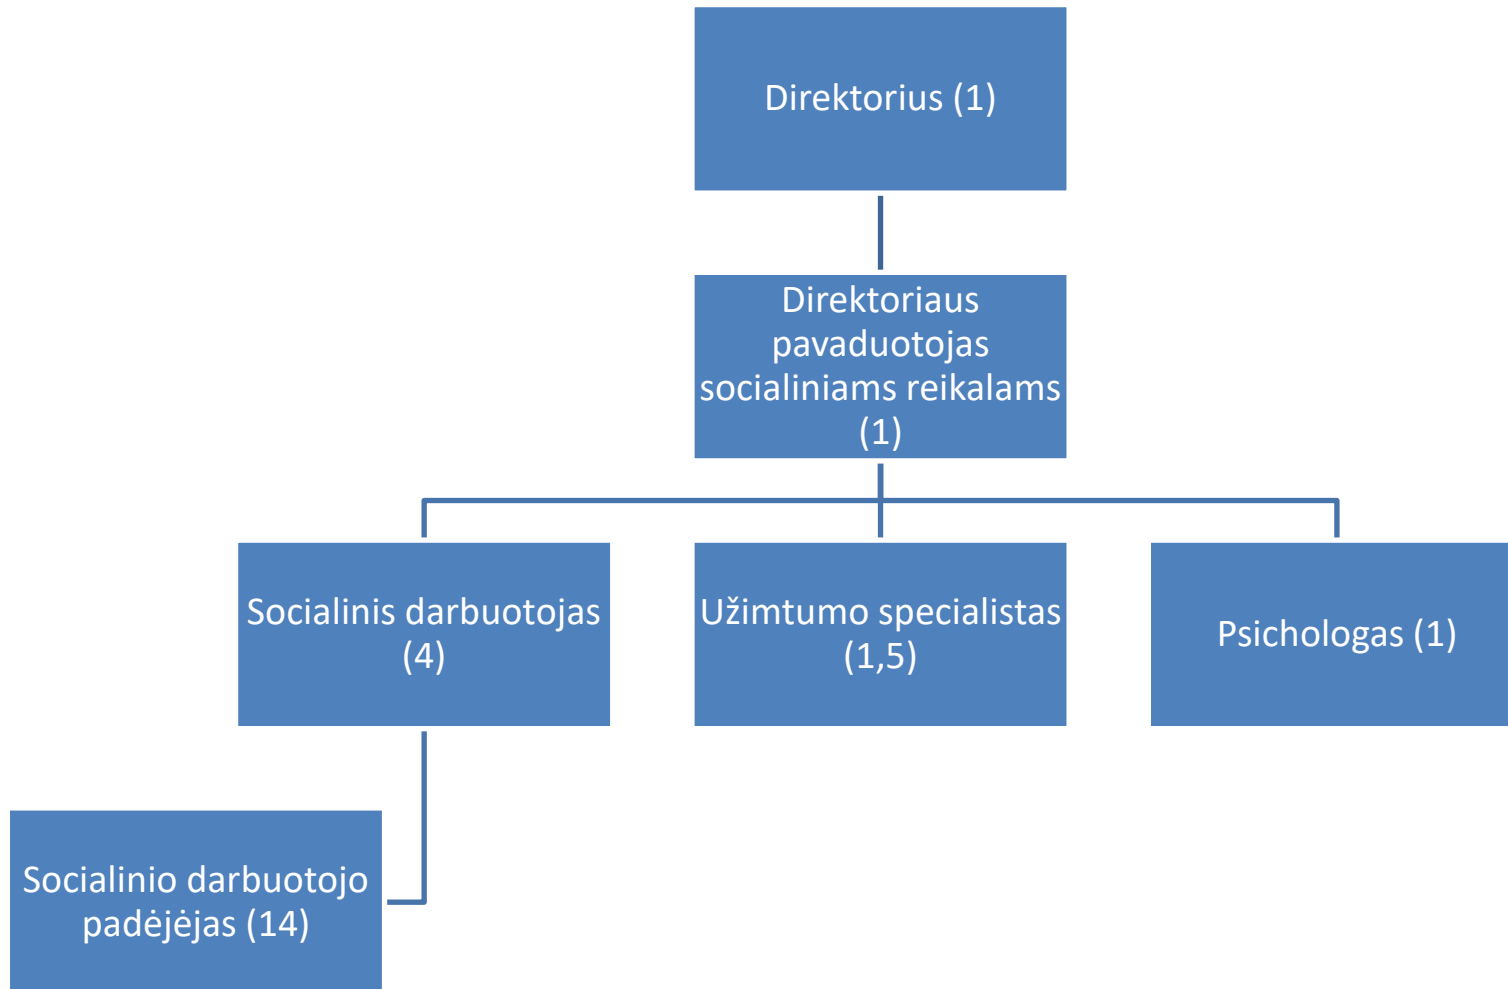 Direktorius (1)
Direktoriaus
pavaduotojas
socialiniams reikalams
(1)
Socialinis darbuotojas
(4)
Užimtumo specialistas
(1,5)
Psichologas (1)
Socialinio darbuotojo
padėjėjas (14)